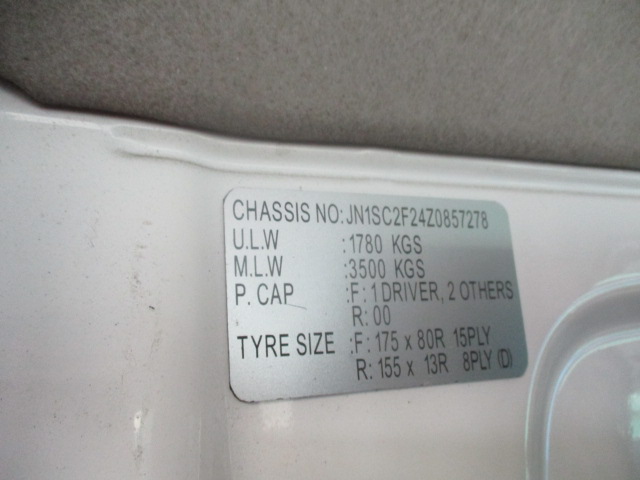 CHASSIS NO: JN1SC2F24Z0857278
U.L.W :1780 KGS
M.L.W :3500 KGS
P. CAP :F: 1 DRIVER, 2 OTHERS
R: 00
TYRE SIZE :F: 175 x 80R 15PLY
R: 155 x 13R 8PLY (D)